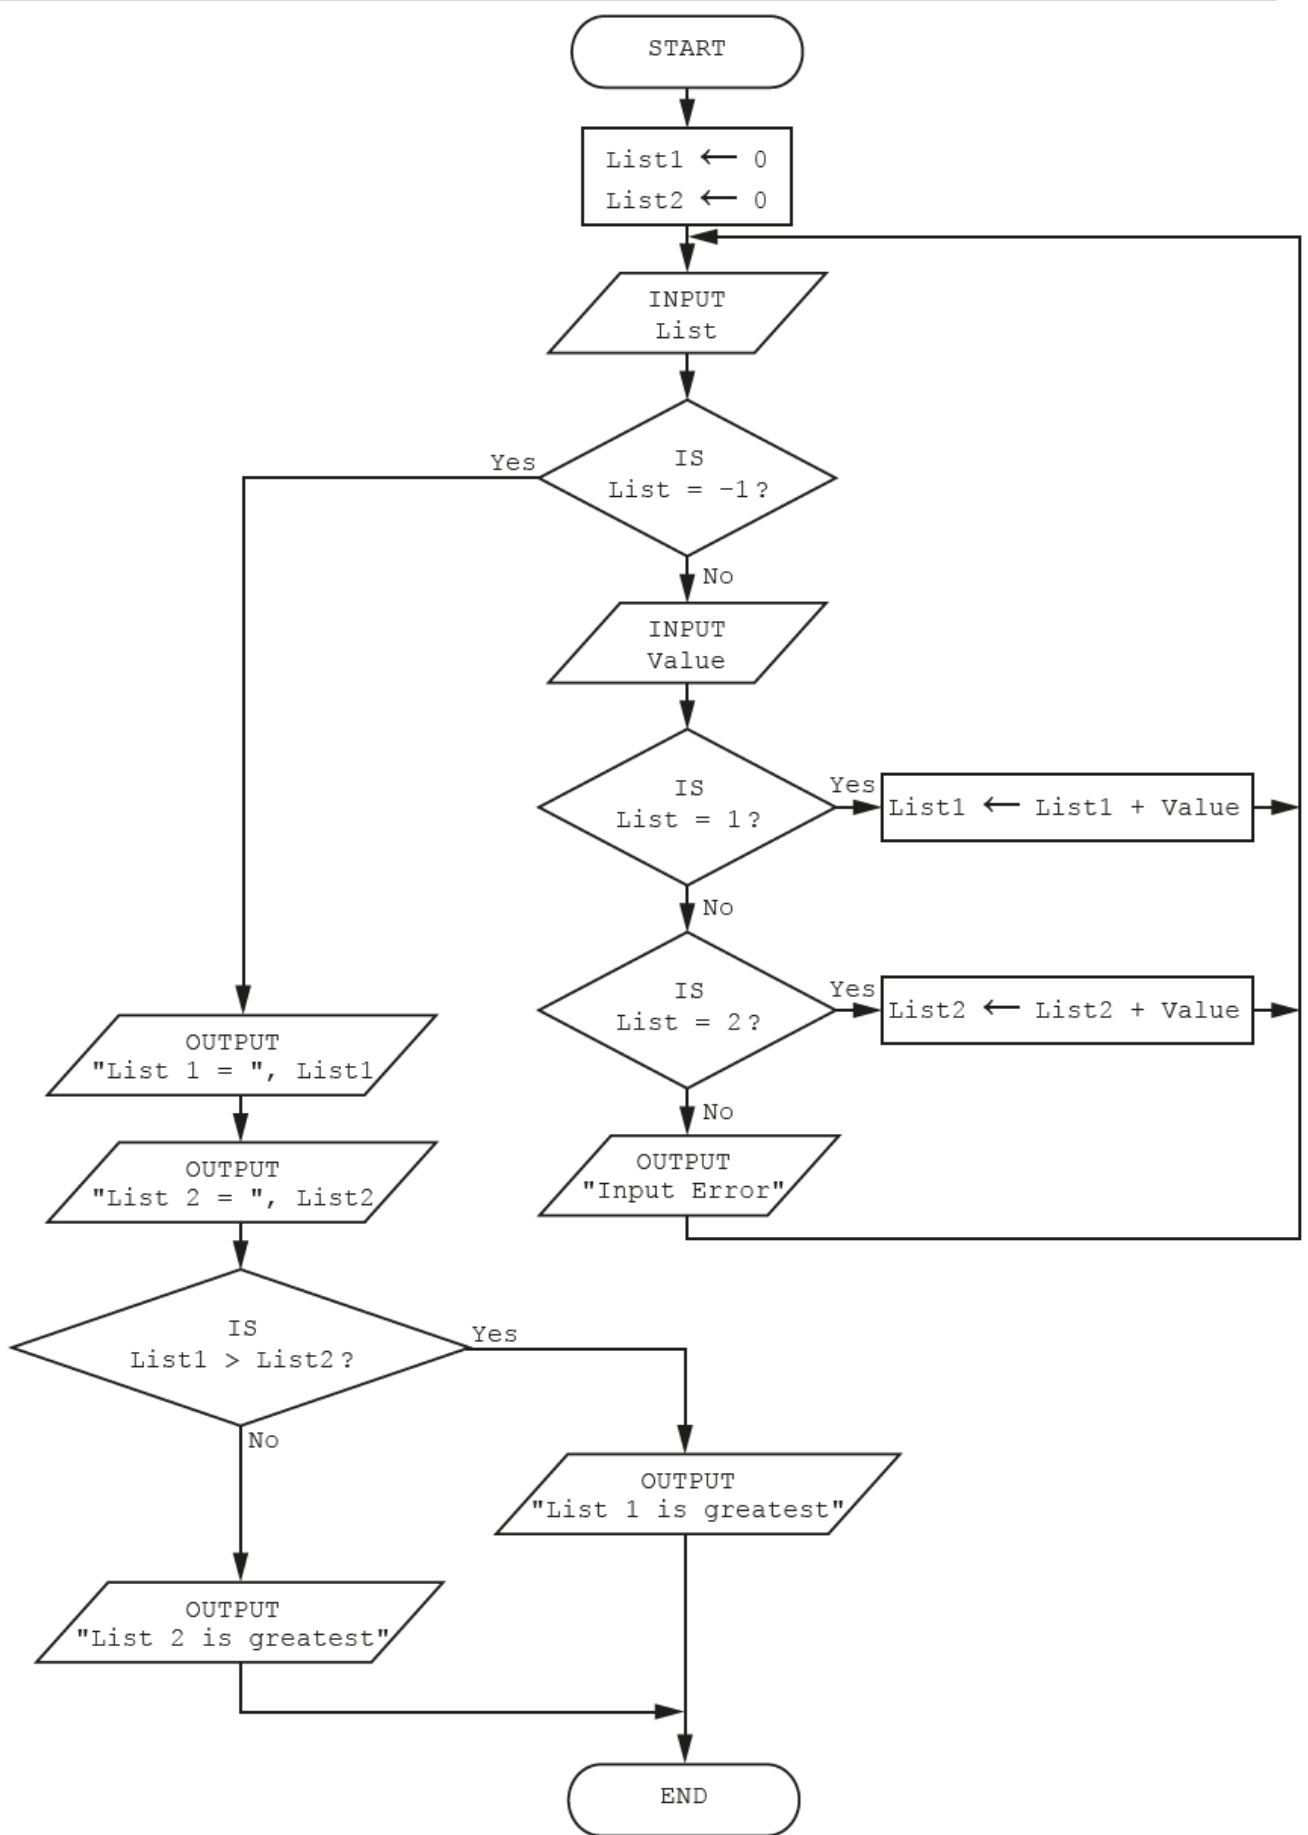 START
List1 ← 0
List2 ← 0
INPUT
List
IS
List = −1?
Yes
No
INPUT
Value
IS
List = 1?
Yes
List1 ← List1 + Value
No
IS
List = 2?
Yes
List2 ← List2 + Value
No
OUTPUT
"Input Error"
OUTPUT
"List 1 = ", List1
OUTPUT
"List 2 = ", List2
IS
List1 > List2?
Yes
No
OUTPUT
"List 1 is greatest"
OUTPUT
"List 2 is greatest"
END